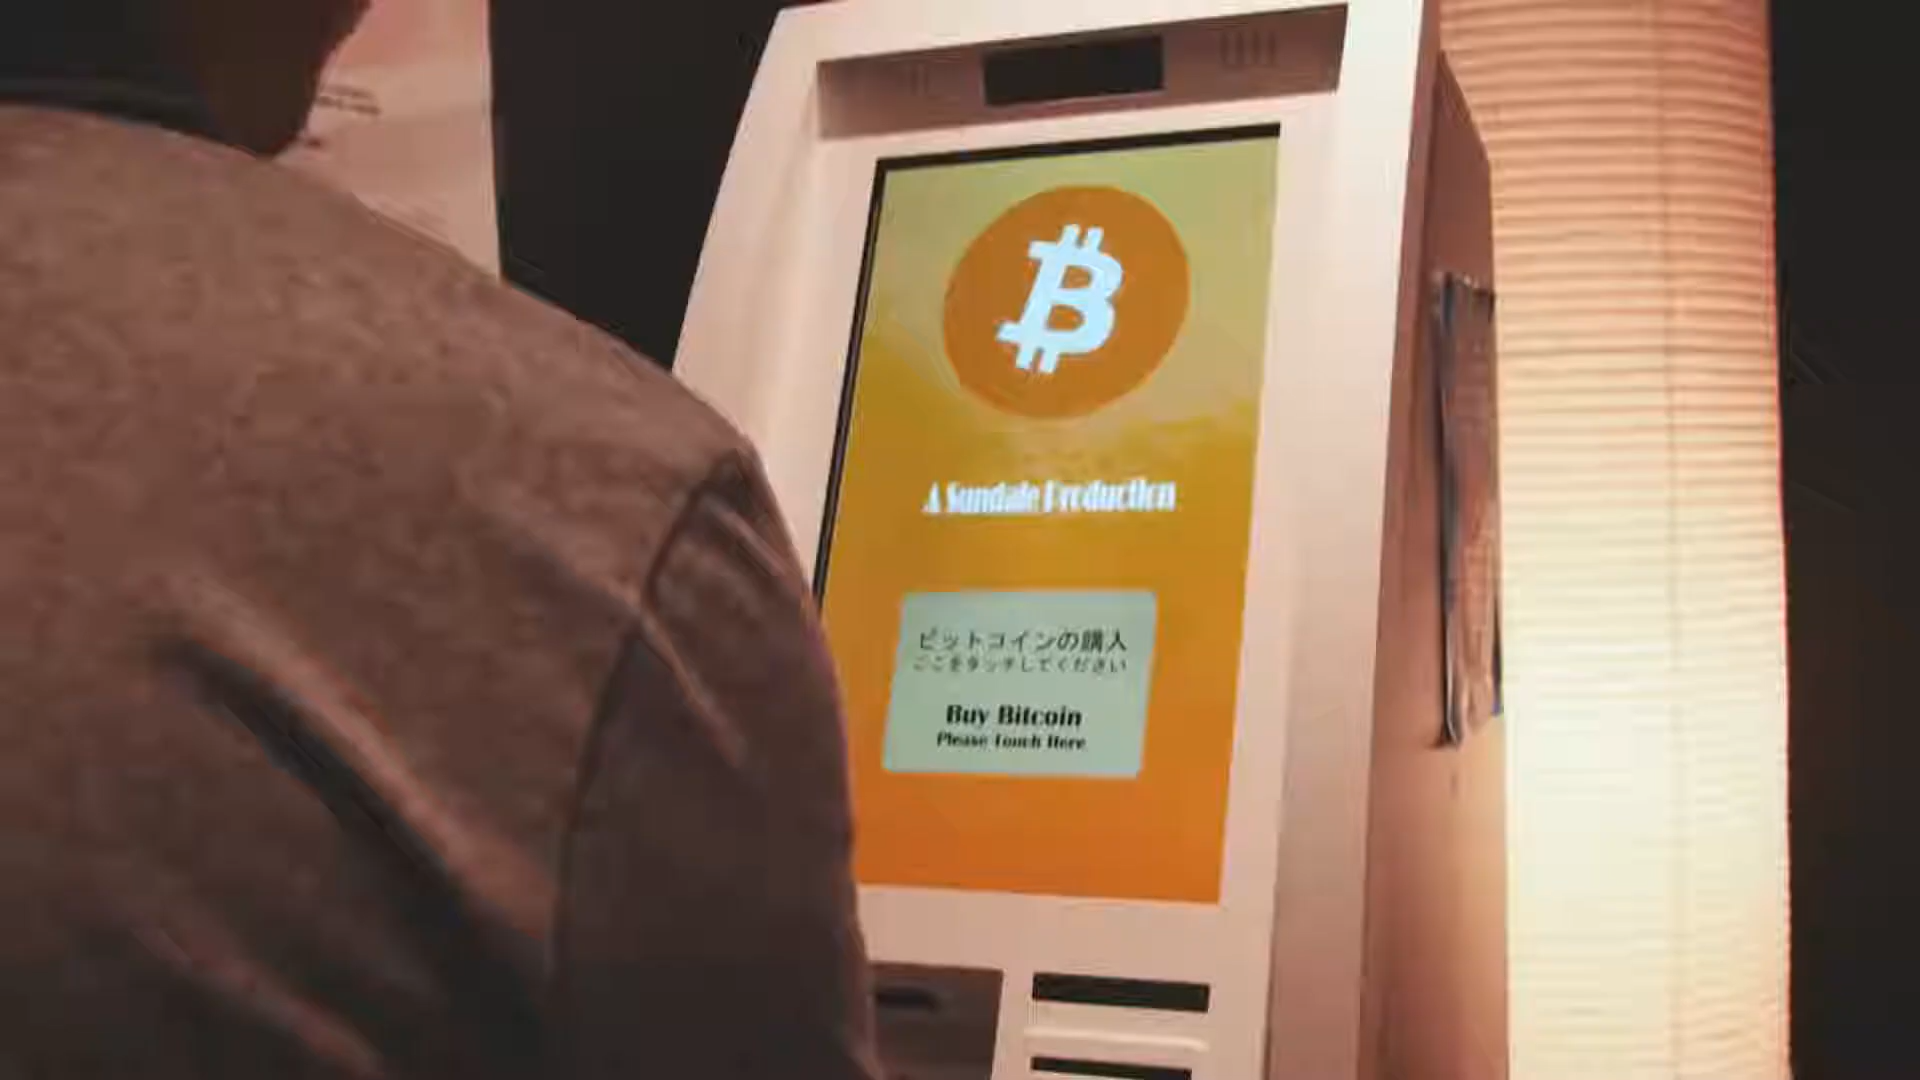 A Sundale Production
ビットコインの購入
ここをタッチしてください
Buy Bitcoin
Please Touch Here